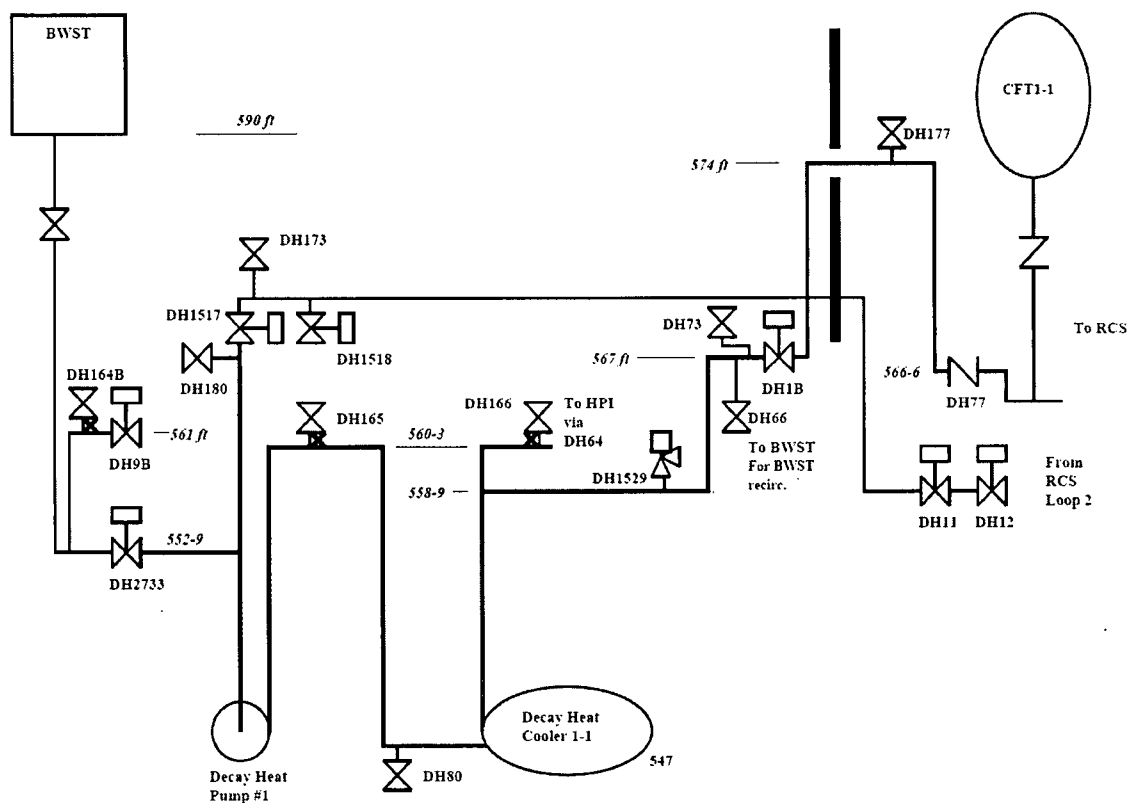 BWST
CFT1-1
590 ft
DH177
574 ft
DH173
DH1517
DH1518
DH73
To RCS
567 ft
DH180
DH1B
566-6
DH77
DH164B
DH165
DH166
To HPI
via
DH64
DH66
561 ft
DH9B
560-3
To BWST
For BWST
recirc.
558-9
DH1529
From
RCS
Loop 2
DH11
DH12
552-9
DH2733
Decay Heat
Cooler 1-1
547
DH80
Decay Heat
Pump #1